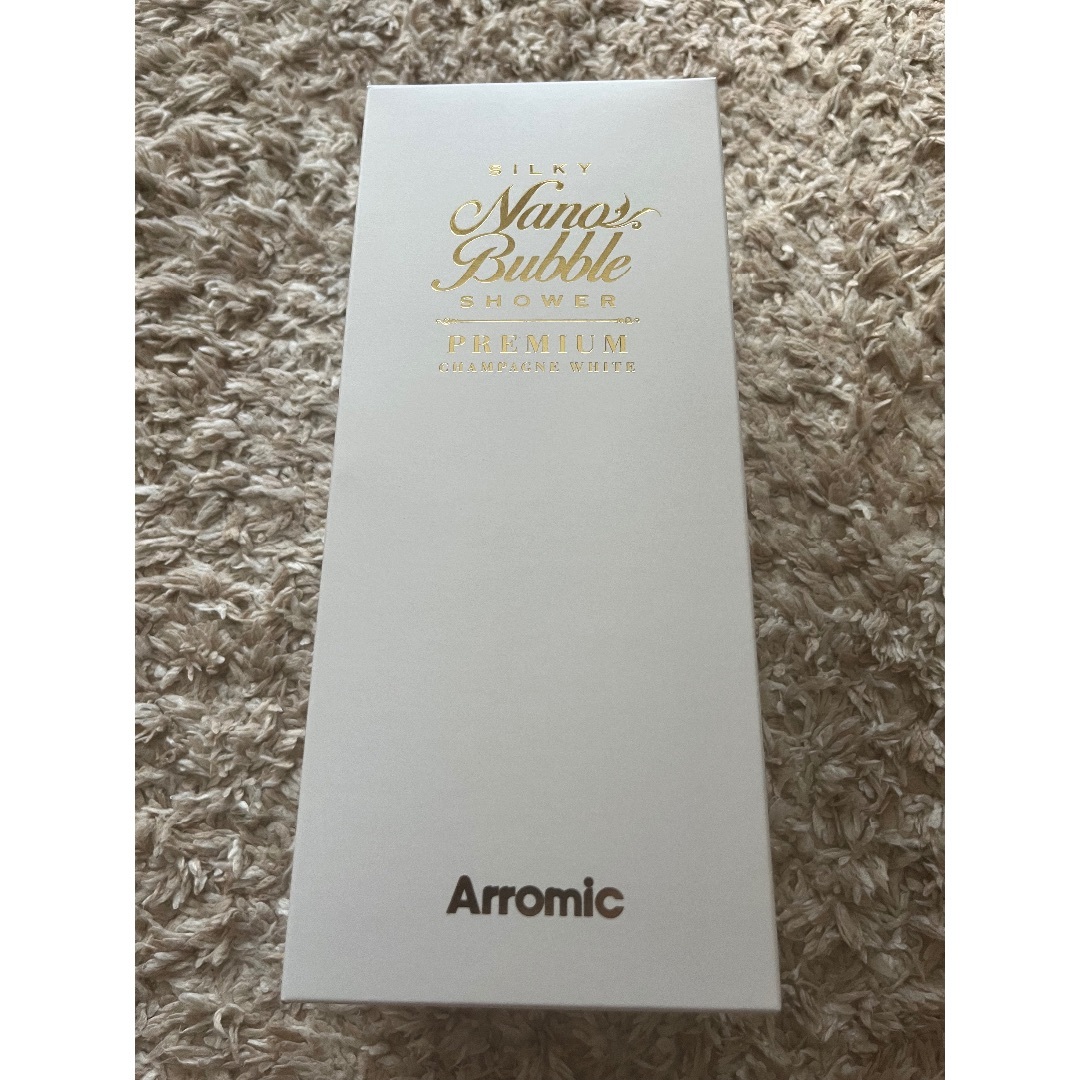 SILKY
Nano
Bubble
SHOWER
PREMIUM
CHAMPAGNE WHITE
Arromic